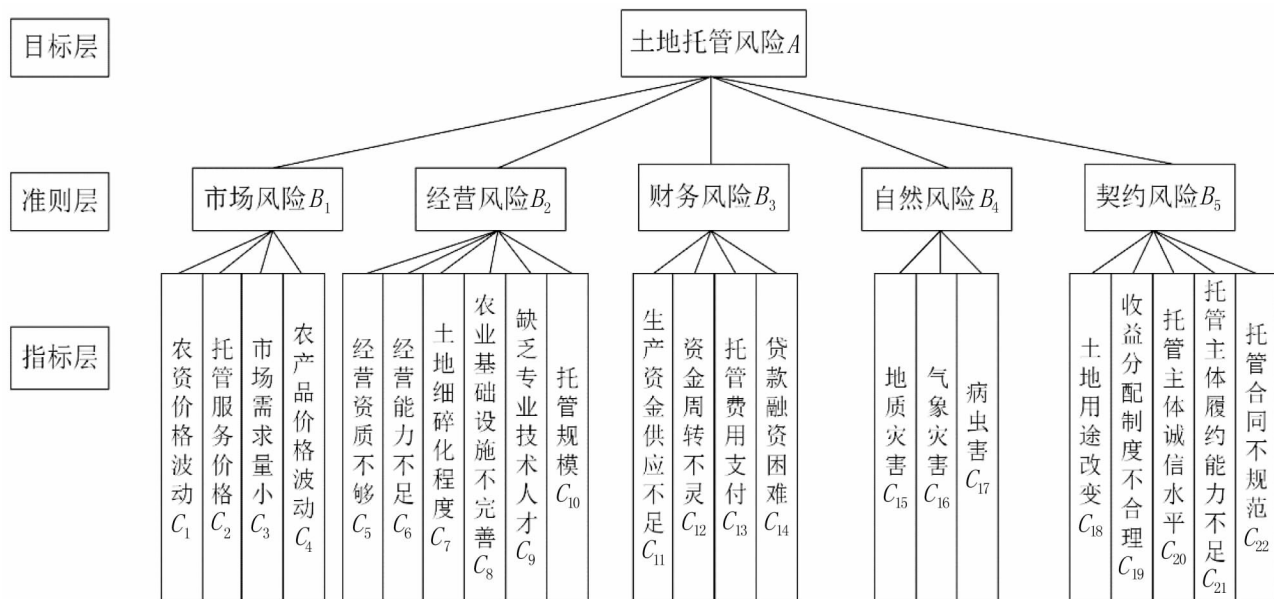 目标层
土地托管风险A
准则层
市场风险B1
经营风险B2
财务风险B3
自然风险B4
契约风险B5
指标层
农资价格波动C1
托管服务价格C2
市场需求量小C3
农产品价格波动C4
经营资质不够C5
经营能力不足C6
土地细碎化程度C7
农业基础设施不完善C8
缺乏专业技术人才C9
托管规模C10
生产资金供应不足C11
资金周转不灵C12
托管费用支付C13
贷款融资困难C14
地质灾害C15
气象灾害C16
病虫害C17
土地用途改变C18
收益分配制度不合理C19
托管主体诚信水平C20
托管主体履约能力不足C21
托管合同不规范C22